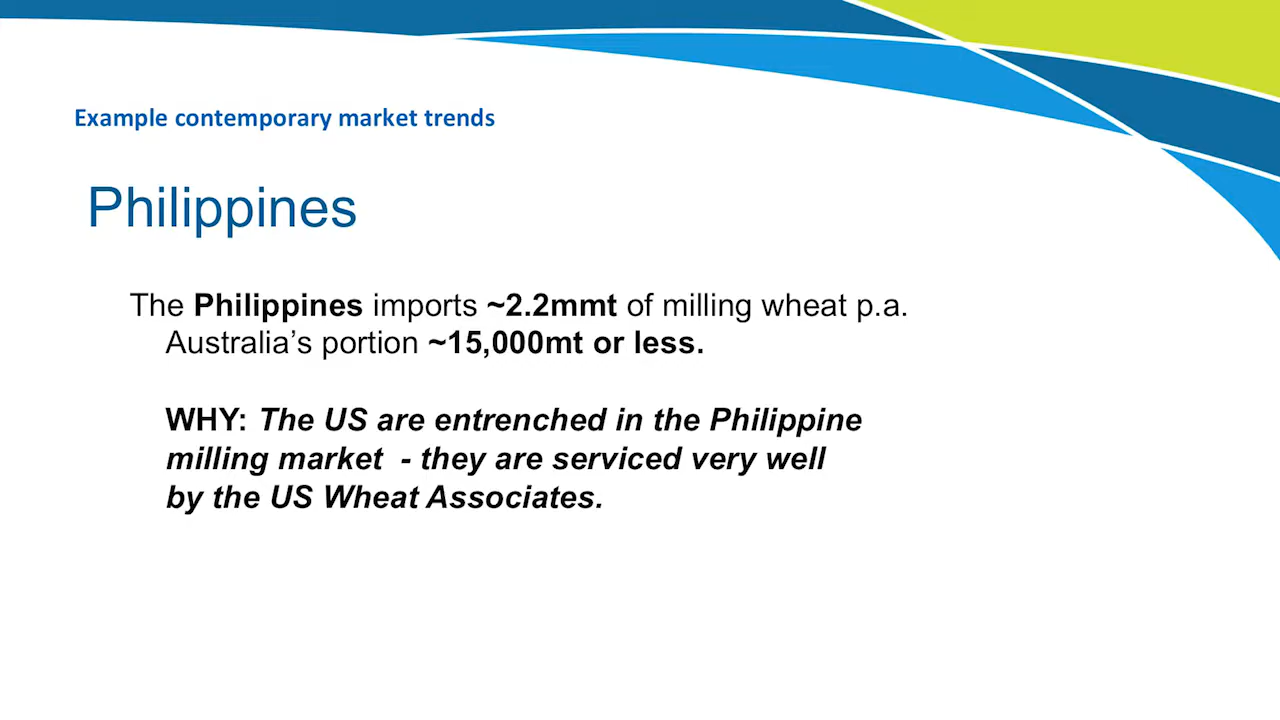 Example contemporary market trends
Philippines
The Philippines imports ~2.2mmt of milling wheat p.a.
Australia’s portion ~15,000mt or less.
WHY: The US are entrenched in the Philippine
milling market  - they are serviced very well
by the US Wheat Associates.